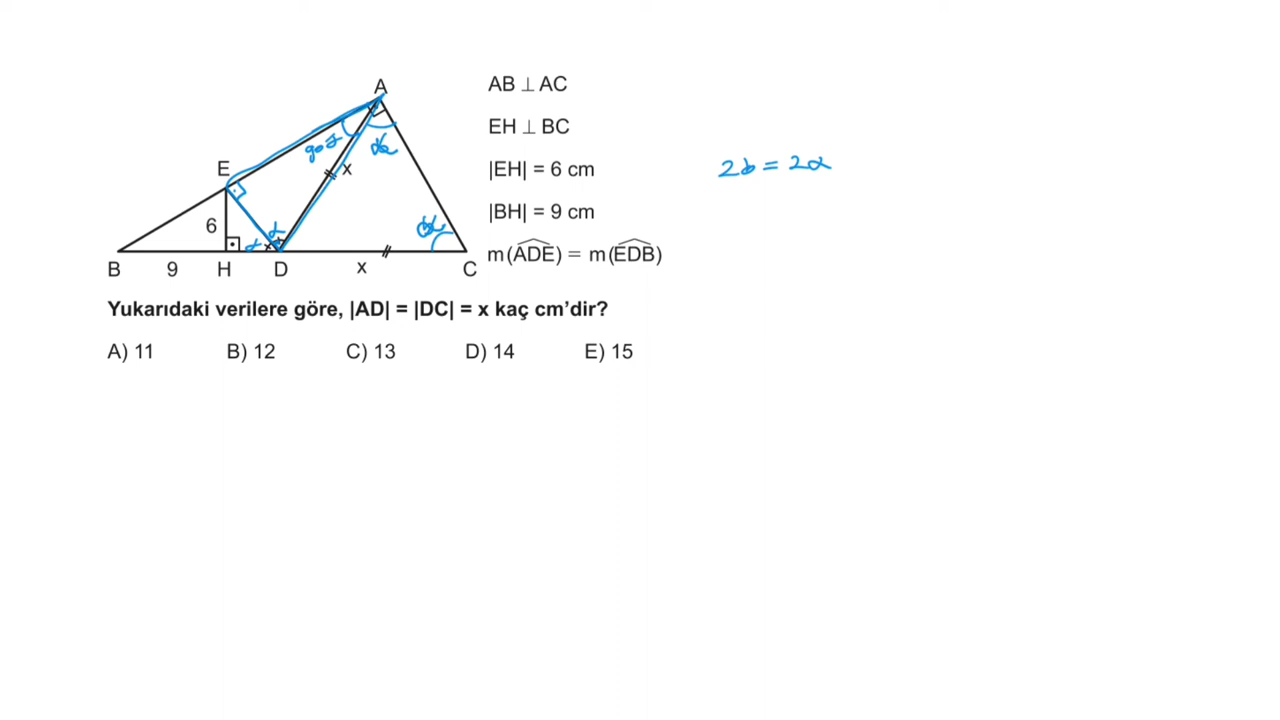 A
AB ⊥ AC
EH ⊥ BC
90-α
α
x
|EH| = 6 cm
2b = 2α
E
|BH| = 9 cm
6
α
α
α
m(ADE) = m(EDB)
B 9 H D x C
Yukarıdaki verilere göre, |AD| = |DC| = x kaç cm’dir?
A) 11 B) 12 C) 13 D) 14 E) 15